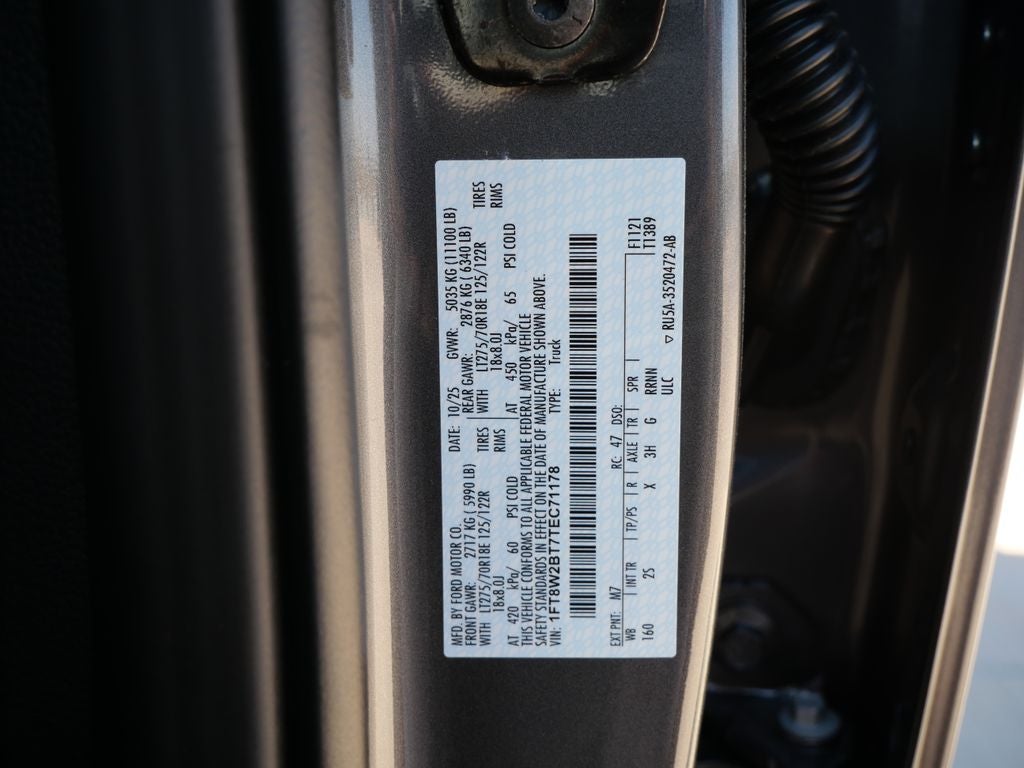 MFD. BY FORD MOTOR CO. DATE: 10/25 GVWR: 5035 KG (11100 LB)
FRONT GAWR: 2717 KG ( 5990 LB) REAR GAWR: 2876 KG ( 6340 LB)
WITH LT275/70R18E 125/122R TIRES WITH LT275/70R18E 125/122R TIRES
18x8.0J RIMS 18x8.0J RIMS
AT 420 kPa/ 60 PSI COLD AT 450 kPa/ 65 PSI COLD
THIS VEHICLE CONFORMS TO ALL APPLICABLE FEDERAL MOTOR VEHICLE
SAFETY STANDARDS IN EFFECT ON THE DATE OF MANUFACTURE SHOWN ABOVE.
VIN: 1FT8W2BT7TEC71178 TYPE: Truck
EXT PNT: M7 RC: 47 DSO: F1121
WB INT TR TP/PS R AXLE TR SPR T1389
160 2S X 3H G RRNN
ULC RU5A-3520472-AB